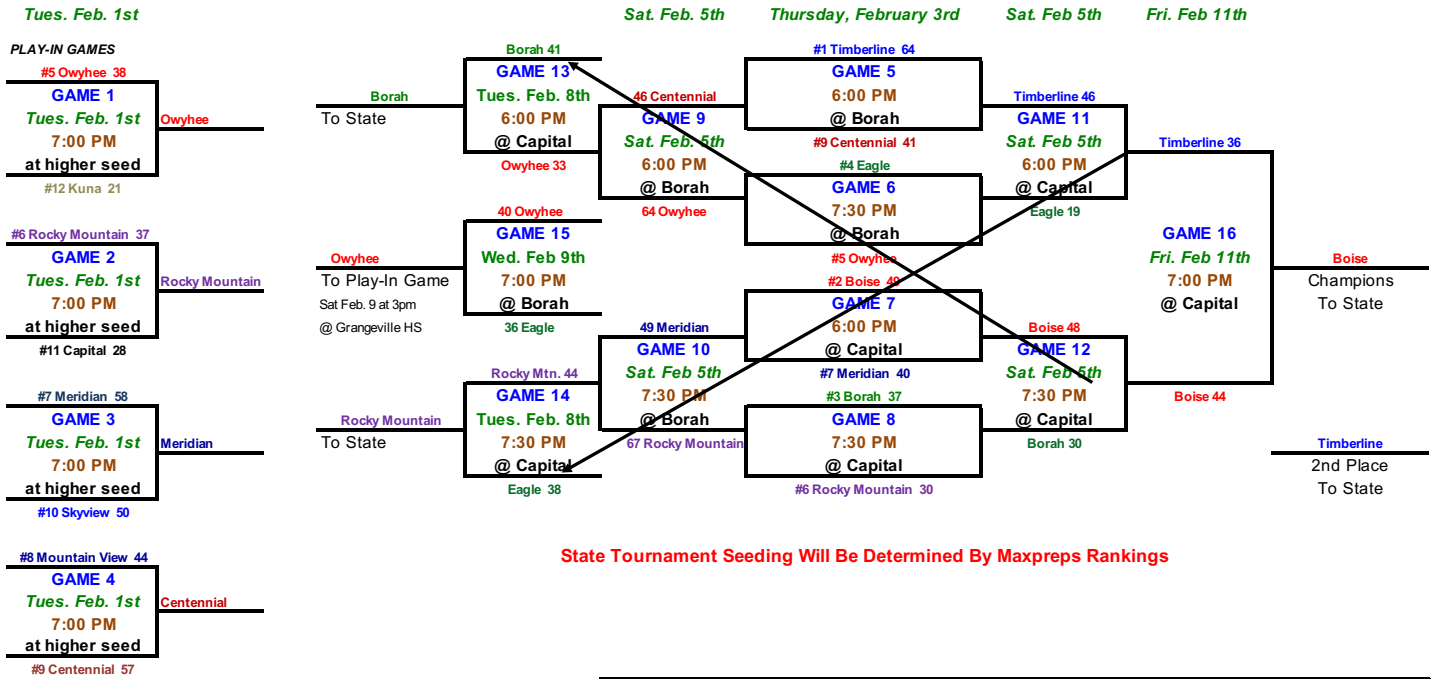 Tues. Feb. 1st
Sat. Feb. 5th
Thursday, February 3rd
Sat. Feb 5th
Fri. Feb 11th
PLAY-IN GAMES
#5 Owyhee 38
GAME 1
Tues. Feb. 1st
7:00 PM
at higher seed
#12 Kuna 21
Owyhee
#6 Rocky Mountain 37
GAME 2
Tues. Feb. 1st
7:00 PM
at higher seed
#11 Capital 28
Rocky Mountain
#7 Meridian 58
GAME 3
Tues. Feb. 1st
7:00 PM
at higher seed
#10 Skyview 50
Meridian
#8 Mountain View 44
GAME 4
Tues. Feb. 1st
7:00 PM
at higher seed
#9 Centennial 57
Centennial
Borah
To State
Owyhee
To Play-In Game
Sat Feb. 9 at 3pm
@ Grangeville HS
Rocky Mountain
To State
Borah 41
GAME 13
Tues. Feb. 8th
6:00 PM
@ Capital
Owyhee 33
40 Owyhee
GAME 15
Wed. Feb 9th
7:00 PM
@ Borah
36 Eagle
Rocky Mtn. 44
GAME 14
Tues. Feb. 8th
7:30 PM
@ Capital
Eagle 38
46 Centennial
GAME 9
Sat. Feb. 5th
6:00 PM
@ Borah
64 Owyhee
49 Meridian
GAME 10
Sat. Feb 5th
7:30 PM
@ Borah
67 Rocky Mountain
#1 Timberline 64
GAME 5
6:00 PM
@ Borah
#9 Centennial 41
#4 Eagle
GAME 6
7:30 PM
@ Borah
#5 Owyhee
#2 Boise 49
GAME 7
6:00 PM
@ Capital
#7 Meridian 40
#3 Borah 37
GAME 8
7:30 PM
@ Capital
#6 Rocky Mountain 30
Timberline 46
GAME 11
Sat. Feb 5th
6:00 PM
@ Capital
Eagle 19
Boise 48
GAME 12
Sat. Feb 5th
7:30 PM
@ Capital
Borah 30
Timberline 36
GAME 16
Fri. Feb 11th
7:00 PM
@ Capital
Boise 44
Boise
Champions
To State
Timberline
2nd Place
To State
State Tournament Seeding Will Be Determined By Maxpreps Rankings